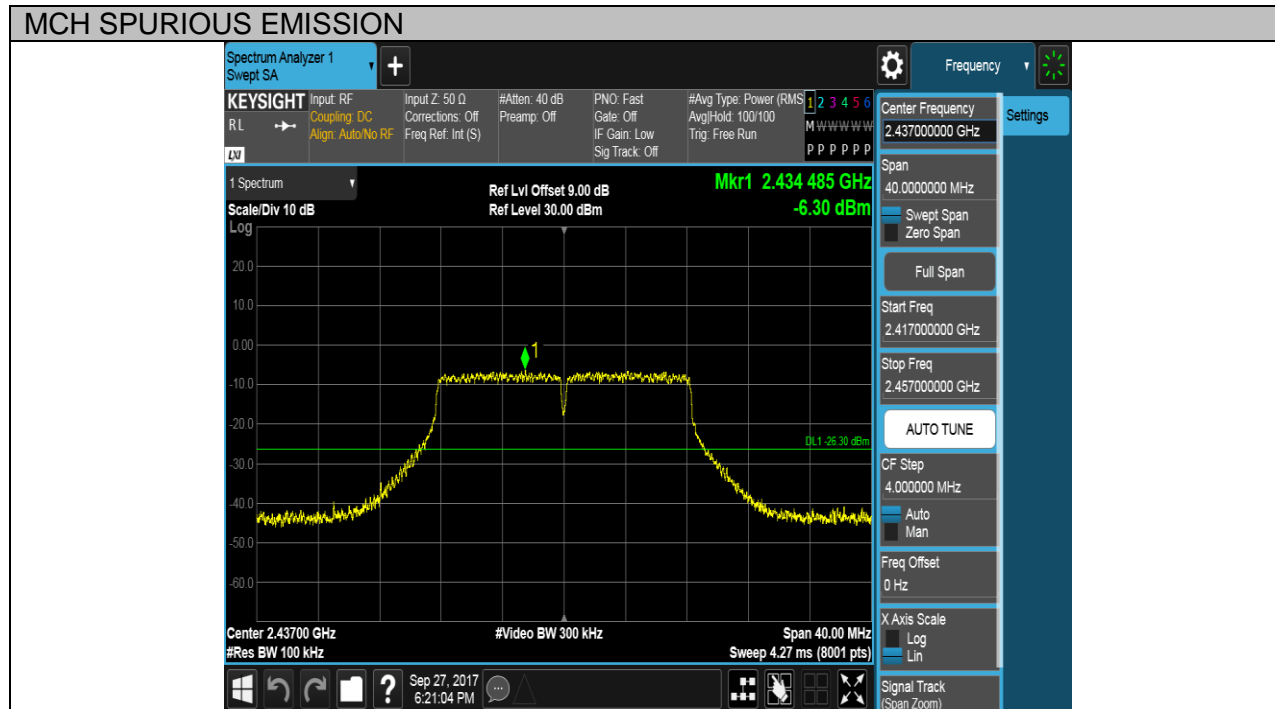 MCH SPURIOUS EMISSION
Spectrum Analyzer 1
Swept SA
+
Frequency
KEYSIGHT
RL
LXI
Input: RF
Coupling: DC
Align: Auto/No RF
Input Z: 50 Ω
Corrections: Off
Freq Ref: Int (S)
#Atten: 40 dB
Preamp: Off
PNO: Fast
Gate: Off
IF Gain: Low
Sig Track: Off
#Avg Type: Power (RMS
Avg|Hold: 100/100
Trig: Free Run
1 2 3 4 5 6
M W W W W W
P P P P P P
1 Spectrum
Scale/Div 10 dB
Log
Ref Lvl Offset 9.00 dB
Ref Level 30.00 dBm
Mkr1 2.434 485 GHz
-6.30 dBm
20.0
10.0
0.00
-10.0
-20.0
-30.0
-40.0
-50.0
-60.0
1
DL1 -26.30 dBm
Center 2.43700 GHz
#Res BW 100 kHz
#Video BW 300 kHz
Span 40.00 MHz
Sweep 4.27 ms (8001 pts)
?
Sep 27, 2017
6:21:04 PM
Center Frequency
2.437000000 GHz
Span
40.0000000 MHz
Swept Span
Zero Span
Full Span
Start Freq
2.417000000 GHz
Stop Freq
2.457000000 GHz
AUTO TUNE
CF Step
4.000000 MHz
Auto
Man
Freq Offset
0 Hz
X Axis Scale
Log
Lin
Signal Track
(Span Zoom)
Settings